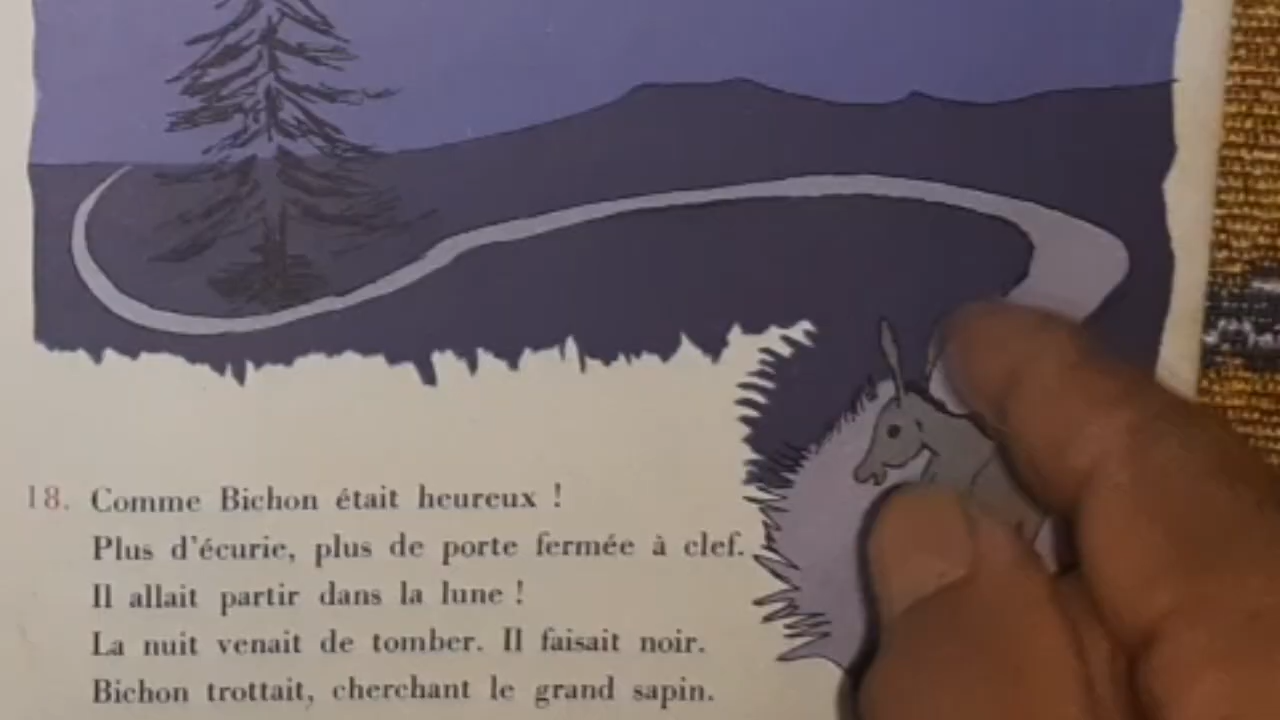 18. Comme Bichon était heureux !
Plus d'écurie, plus de porte fermée à clef.
Il allait partir dans la lune !
La nuit venait de tomber. Il faisait noir.
Bichon trottait, cherchant le grand sapin.